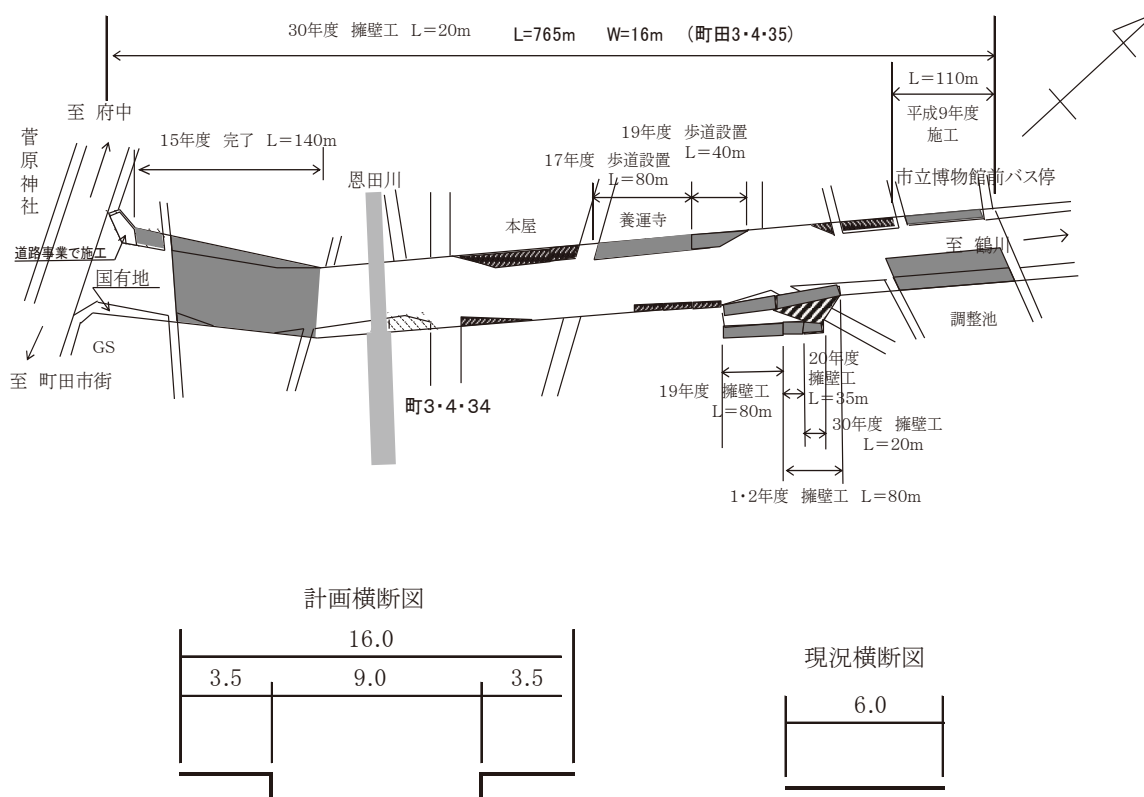 30年度 擁壁工 L=20m L=765m W=16m (町田3・4・35)
L=110m
平成9年度
施工
至 府中
菅原神社
15年度 完了 L=140m
19年度 歩道設置
L=40m
17年度 歩道設置
L=80m
恩田川
市立博物館前バス停
本屋
養運寺
道路事業で施工
至 鶴川
国有地
調整池
GS
至 町田市街
町3・4・34
19年度 擁壁工
L=80m
20年度
擁壁工
L=35m
30年度 擁壁工
L=20m
1・2年度 擁壁工 L=80m
計画横断図
16.0
3.5 9.0 3.5
現況横断図
6.0